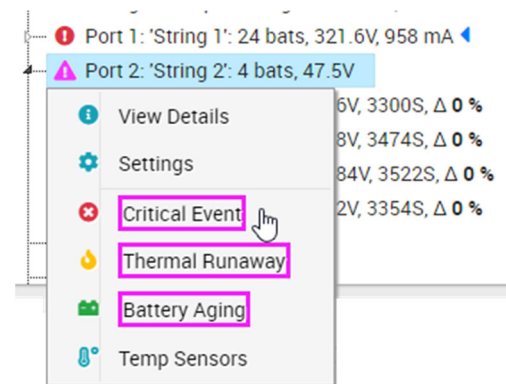 Port 1: 'String 1': 24 bats, 321.6V, 958 mA
Port 2: 'String 2': 4 bats, 47.5V
6V, 3300S, Δ 0 %
View Details
8V, 3474S, Δ 0 %
Settings
84V, 3522S, Δ 0 %
Critical Event
2V, 3354S, Δ 0 %
Thermal Runaway
Battery Aging
Temp Sensors